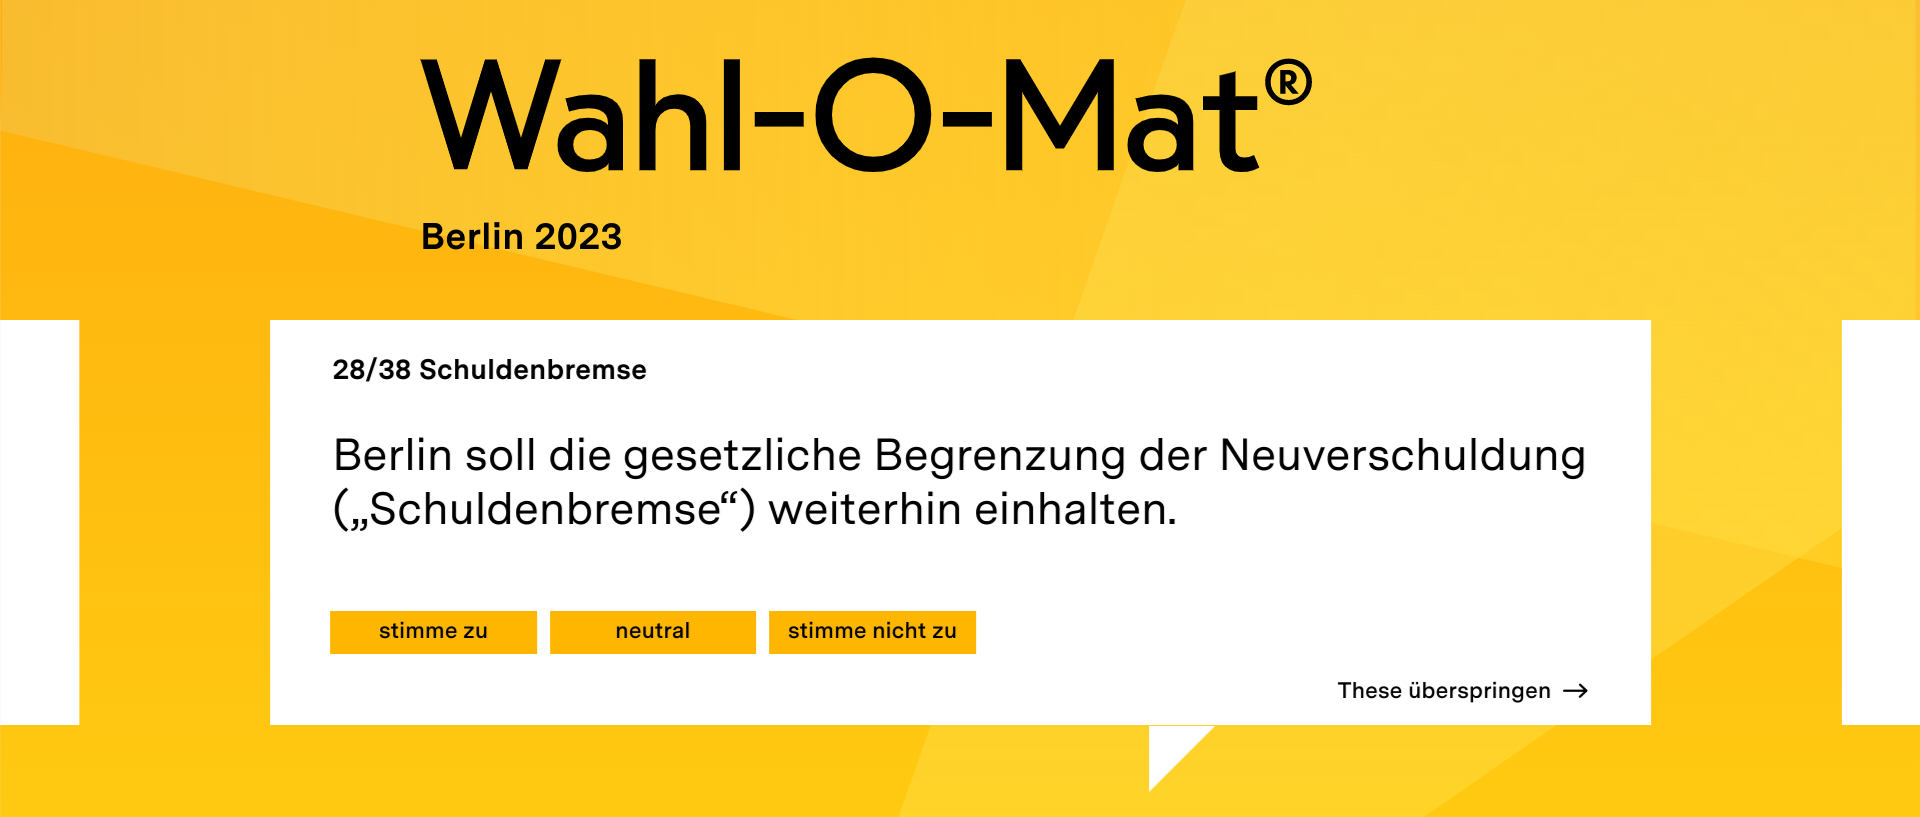 Wahl-O-Mat®
Berlin 2023
28/38 Schuldenbremse
Berlin soll die gesetzliche Begrenzung der Neuverschuldung
(„Schuldenbremse“) weiterhin einhalten.
stimme zu
neutral
stimme nicht zu
These überspringen →